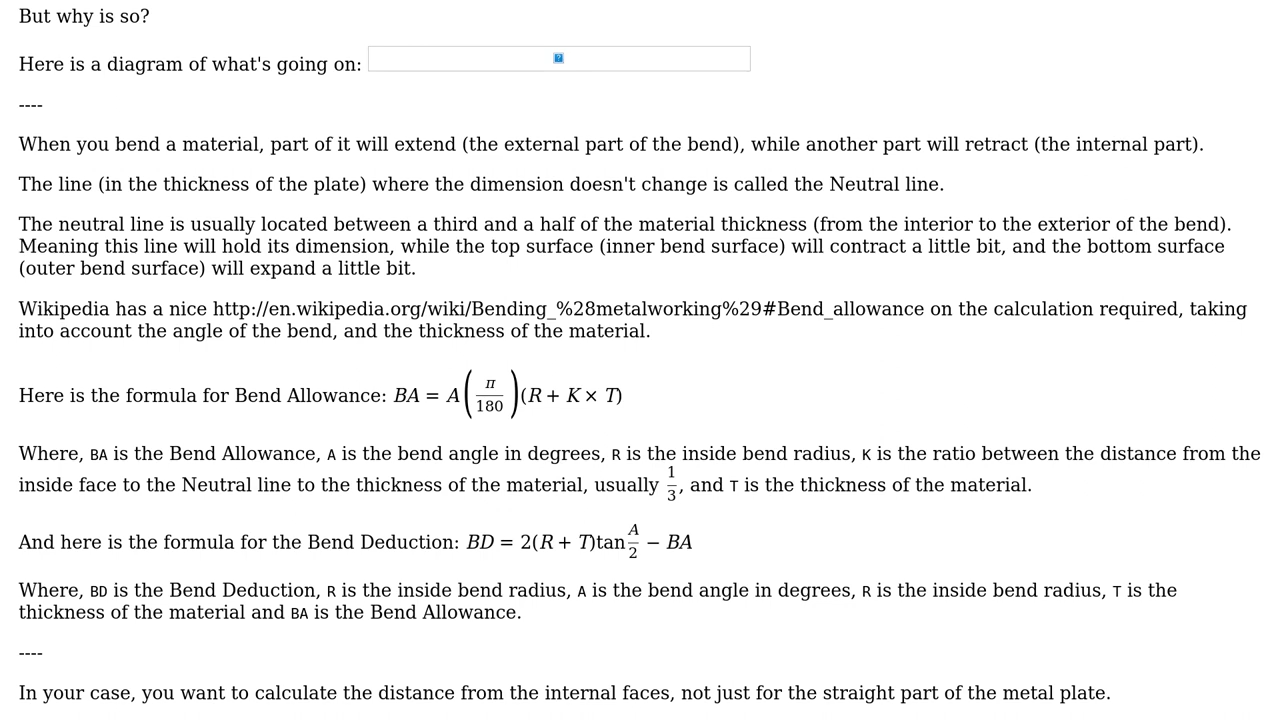 But why is so?
Here is a diagram of what's going on:
----
When you bend a material, part of it will extend (the external part of the bend), while another part will retract (the internal part).
The line (in the thickness of the plate) where the dimension doesn't change is called the Neutral line.
The neutral line is usually located between a third and a half of the material thickness (from the interior to the exterior of the bend).
Meaning this line will hold its dimension, while the top surface (inner bend surface) will contract a little bit, and the bottom surface
(outer bend surface) will expand a little bit.
Wikipedia has a nice http://en.wikipedia.org/wiki/Bending_%28metalworking%29#Bend_allowance on the calculation required, taking
into account the angle of the bend, and the thickness of the material.
Here is the formula for Bend Allowance: BA = A(π/180)(R + K × T)
Where, BA is the Bend Allowance, A is the bend angle in degrees, R is the inside bend radius, K is the ratio between the distance from the
inside face to the Neutral line to the thickness of the material, usually 1/3, and T is the thickness of the material.
And here is the formula for the Bend Deduction: BD = 2(R + T)tan A/2 − BA
Where, BD is the Bend Deduction, R is the inside bend radius, A is the bend angle in degrees, R is the inside bend radius, T is the
thickness of the material and BA is the Bend Allowance.
----
In your case, you want to calculate the distance from the internal faces, not just for the straight part of the metal plate.